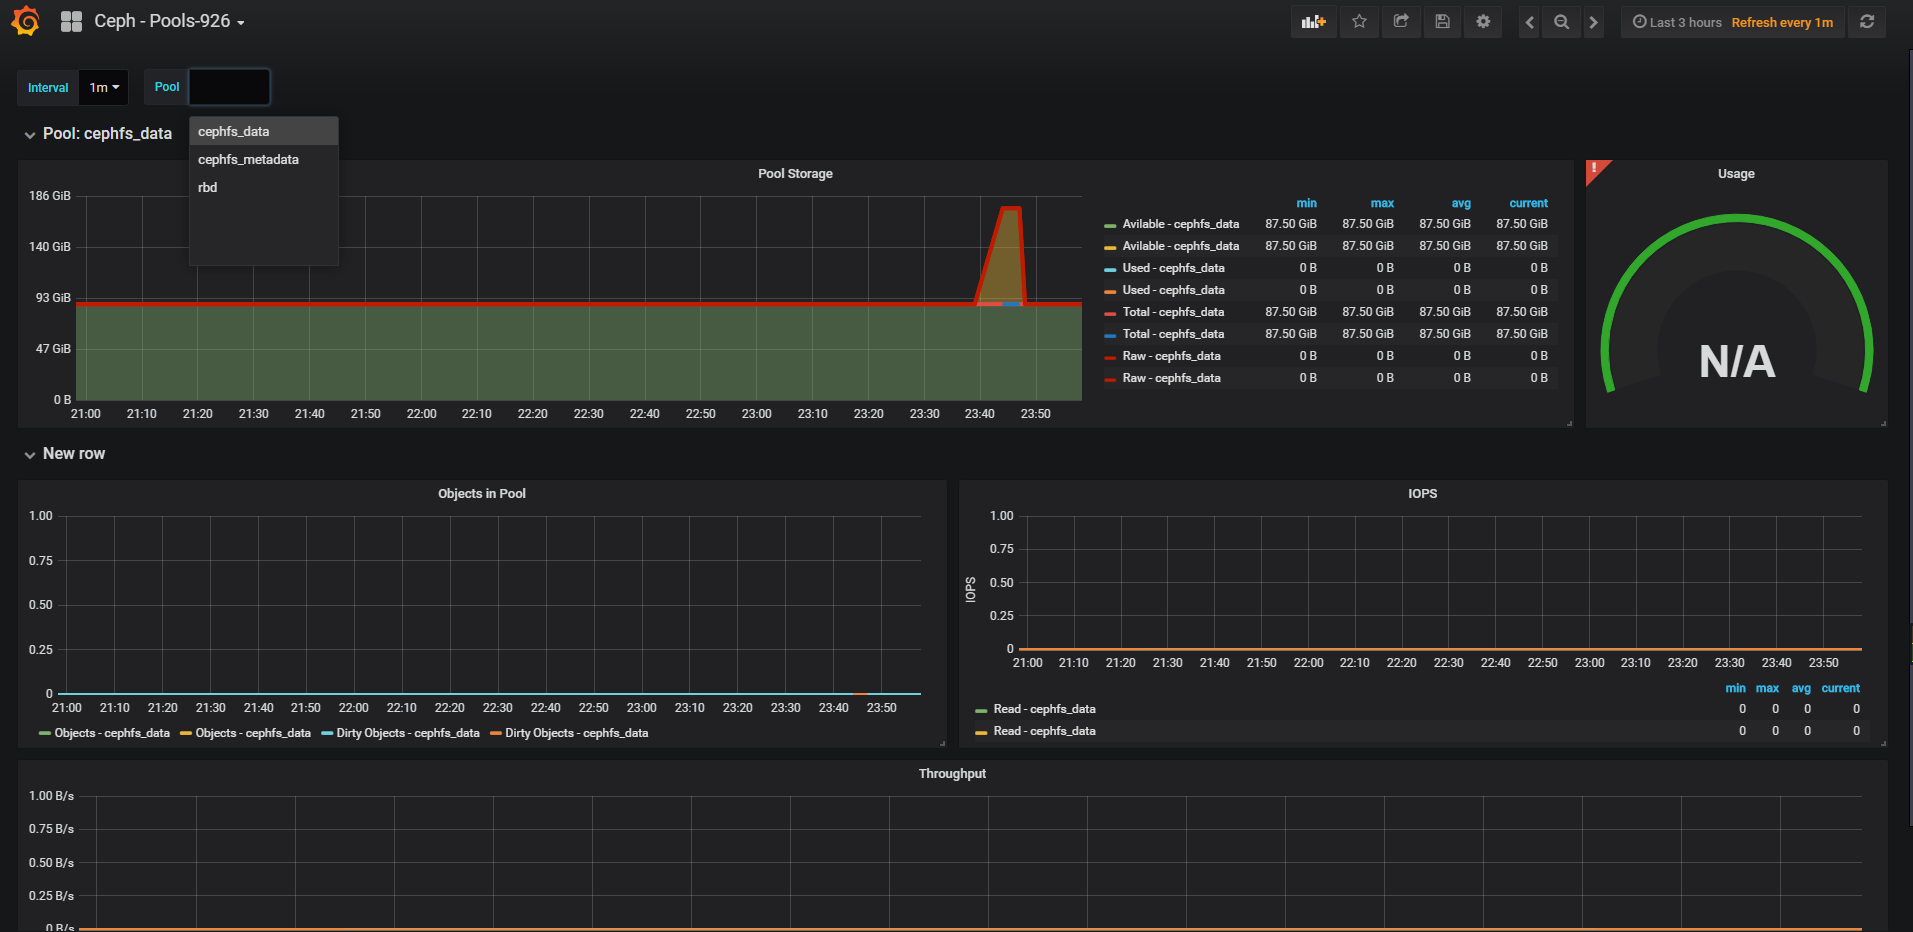 Ceph - Pools-926
Last 3 hours Refresh every 1m
Interval 1m Pool
Pool: cephfs_data
cephfs_data
cephfs_metadata
rbd
Pool Storage
186 GiB
140 GiB
93 GiB
47 GiB
0 B
21:00 21:10 21:20 21:30 21:40 21:50 22:00 22:10 22:20 22:30 22:40 22:50 23:00 23:10 23:20 23:30 23:40 23:50
min max avg current
Avilable - cephfs_data 87.50 GiB 87.50 GiB 87.50 GiB 87.50 GiB
Avilable - cephfs_data 87.50 GiB 87.50 GiB 87.50 GiB 87.50 GiB
Used - cephfs_data 0 B 0 B 0 B 0 B
Used - cephfs_data 0 B 0 B 0 B 0 B
Total - cephfs_data 87.50 GiB 87.50 GiB 87.50 GiB 87.50 GiB
Total - cephfs_data 87.50 GiB 87.50 GiB 87.50 GiB 87.50 GiB
Raw - cephfs_data 0 B 0 B 0 B 0 B
Raw - cephfs_data 0 B 0 B 0 B 0 B
!
Usage
N/A
New row
Objects in Pool
1.00
0.75
0.50
0.25
0
21:00 21:10 21:20 21:30 21:40 21:50 22:00 22:10 22:20 22:30 22:40 22:50 23:00 23:10 23:20 23:30 23:40 23:50
Objects - cephfs_data Objects - cephfs_data Dirty Objects - cephfs_data Dirty Objects - cephfs_data
IOPS
IOPS
1.00
0.75
0.50
0.25
0
21:00 21:10 21:20 21:30 21:40 21:50 22:00 22:10 22:20 22:30 22:40 22:50 23:00 23:10 23:20 23:30 23:40 23:50
min max avg current
Read - cephfs_data 0 0 0 0
Read - cephfs_data 0 0 0 0
Throughput
1.00 B/s
0.75 B/s
0.50 B/s
0.25 B/s
0 B/s